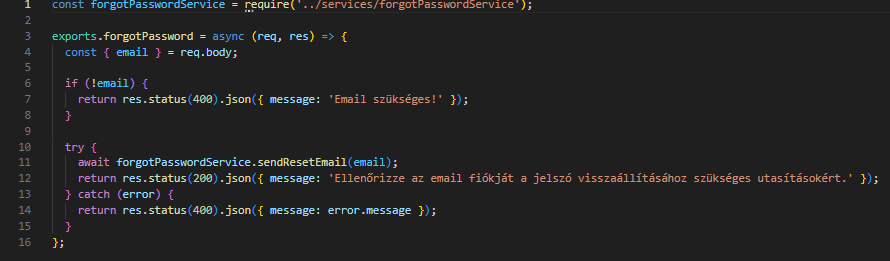 1 const forgotPasswordService = require('../services/forgotPasswordService');
2
3 exports.forgotPassword = async (req, res) => {
4   const { email } = req.body;
5
6   if (!email) {
7     return res.status(400).json({ message: 'Email szükséges!' });
8   }
9
10   try {
11     await forgotPasswordService.sendResetEmail(email);
12     return res.status(200).json({ message: 'Ellenőrizze az email fiókját a jelszó visszaállításához szükséges utasításokért.' });
13   } catch (error) {
14     return res.status(400).json({ message: error.message });
15   }
16 };